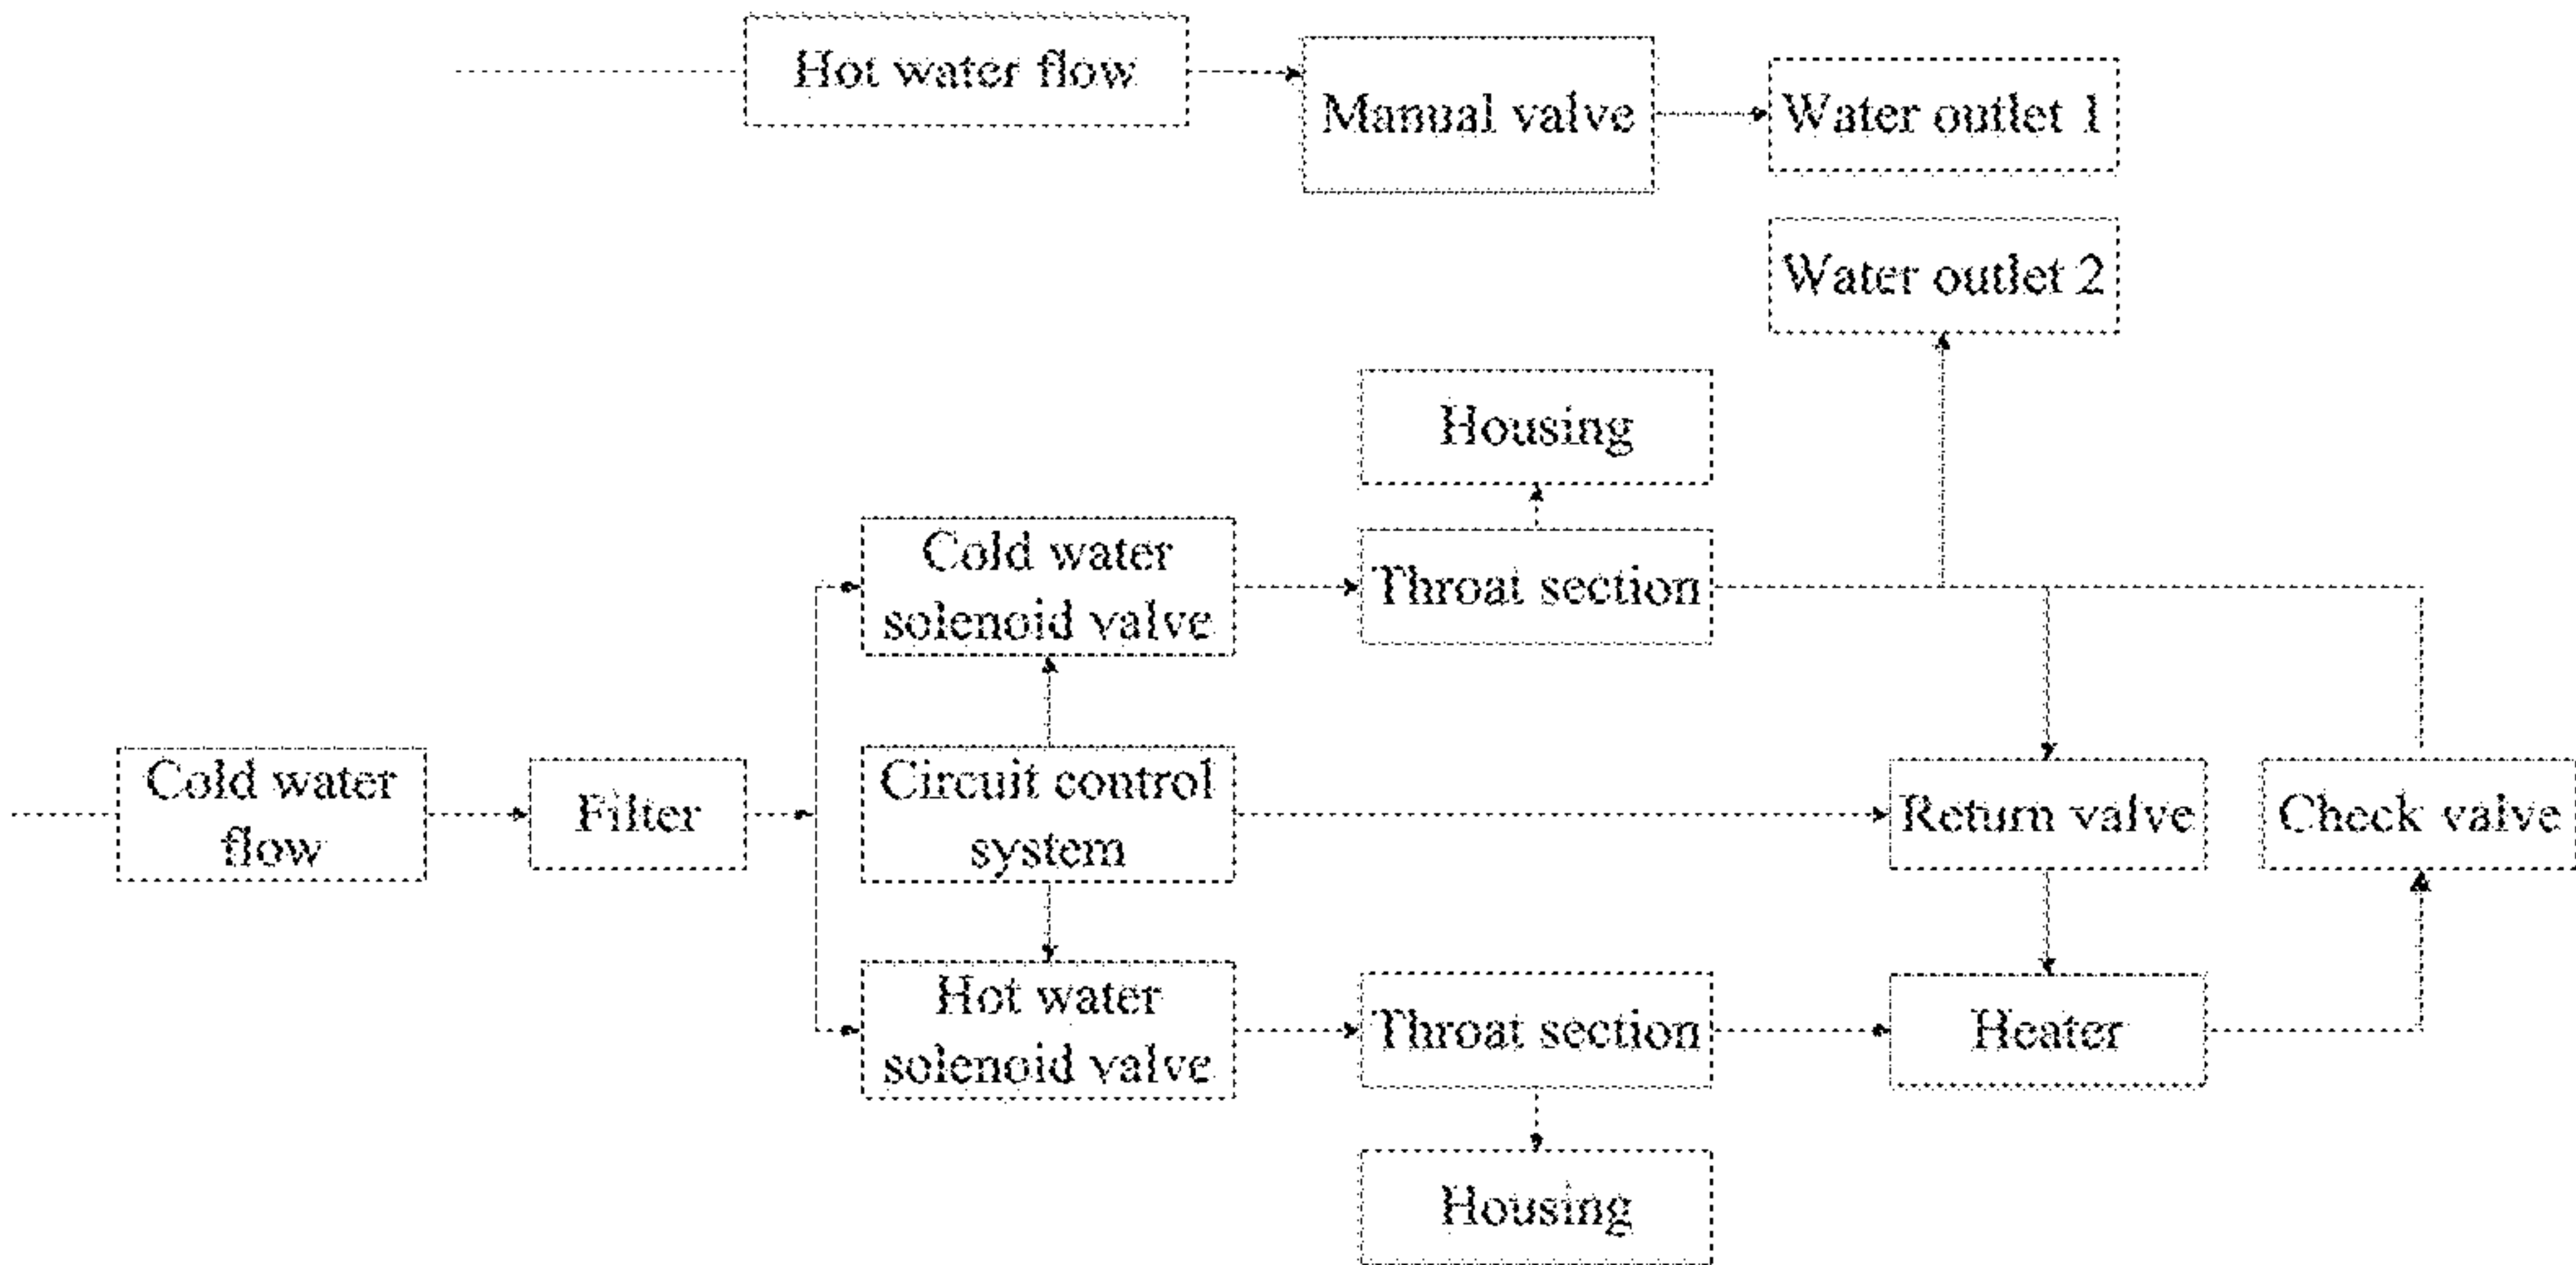 Hot water flow
Manual valve
Water outlet 1
Water outlet 2
Housing
Cold water
solenoid valve
Throat section
Cold water
flow
Filter
Circuit control
system
Return valve
Check valve
Hot water
solenoid valve
Throat section
Heater
Housing